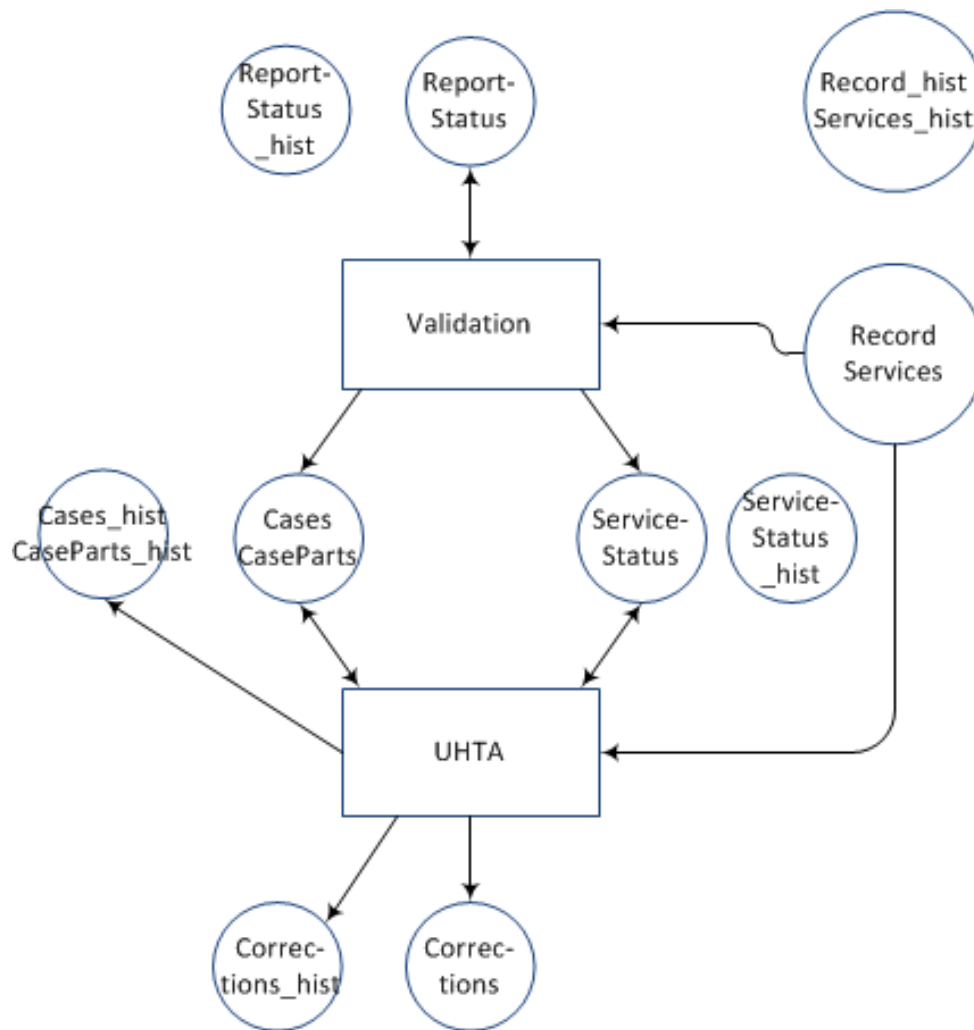 Report-
Status
_hist
Report-
Status
Record_hist
Services_hist
Validation
Record
Services
Cases_hist
CaseParts_hist
Cases
CaseParts
Service-
Status
Service-
Status
_hist
UHTA
Correc-
tions_hist
Correc-
tions